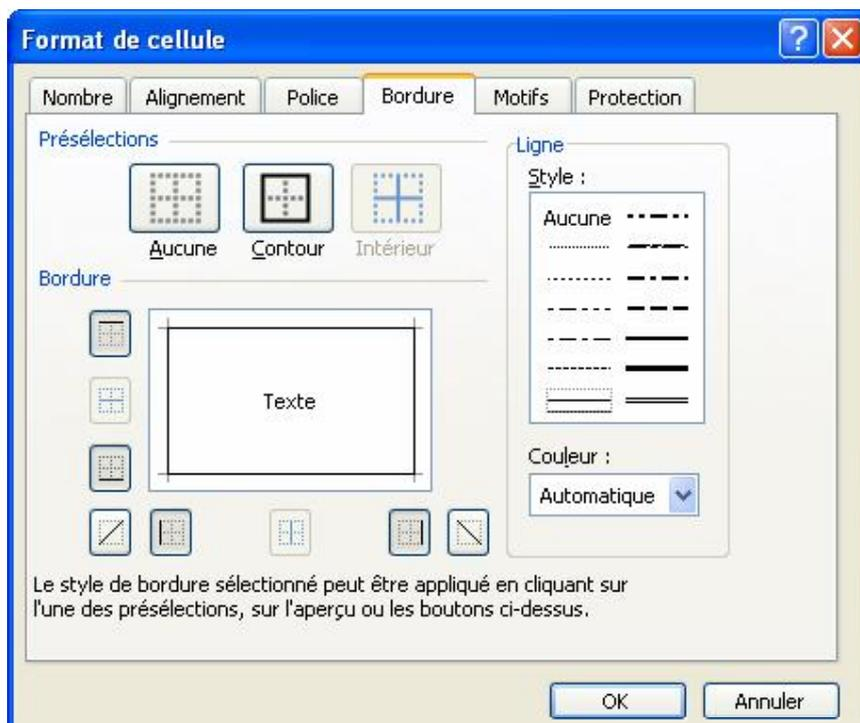 Format de cellule
Nombre Alignement Police Bordure Motifs Protection
Présélections
Aucune Contour Intérieur
Bordure
Texte
Ligne
Style :
Aucune
Couleur :
Automatique
Le style de bordure sélectionné peut être appliqué en cliquant sur
l'une des présélections, sur l'aperçu ou les boutons ci-dessus.
OK Annuler